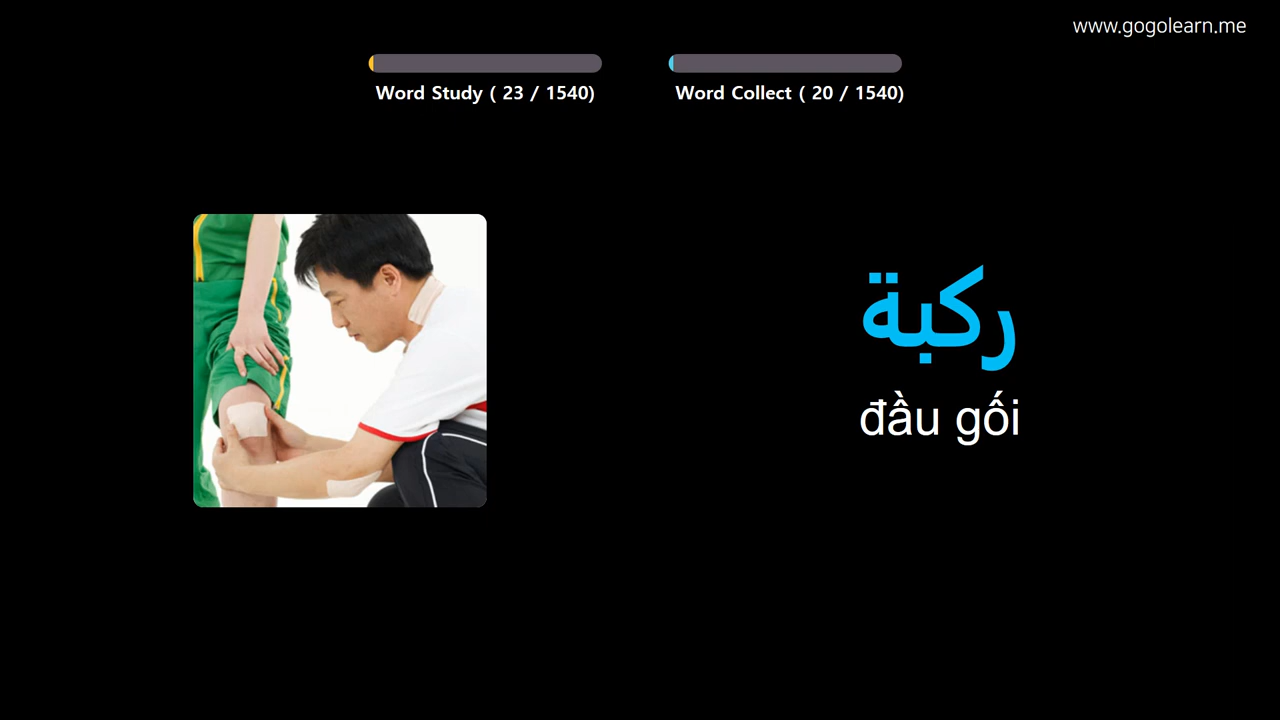 www.gogolearn.me
Word Study ( 23 / 1540)
Word Collect ( 20 / 1540)
ركبة
đầu gối